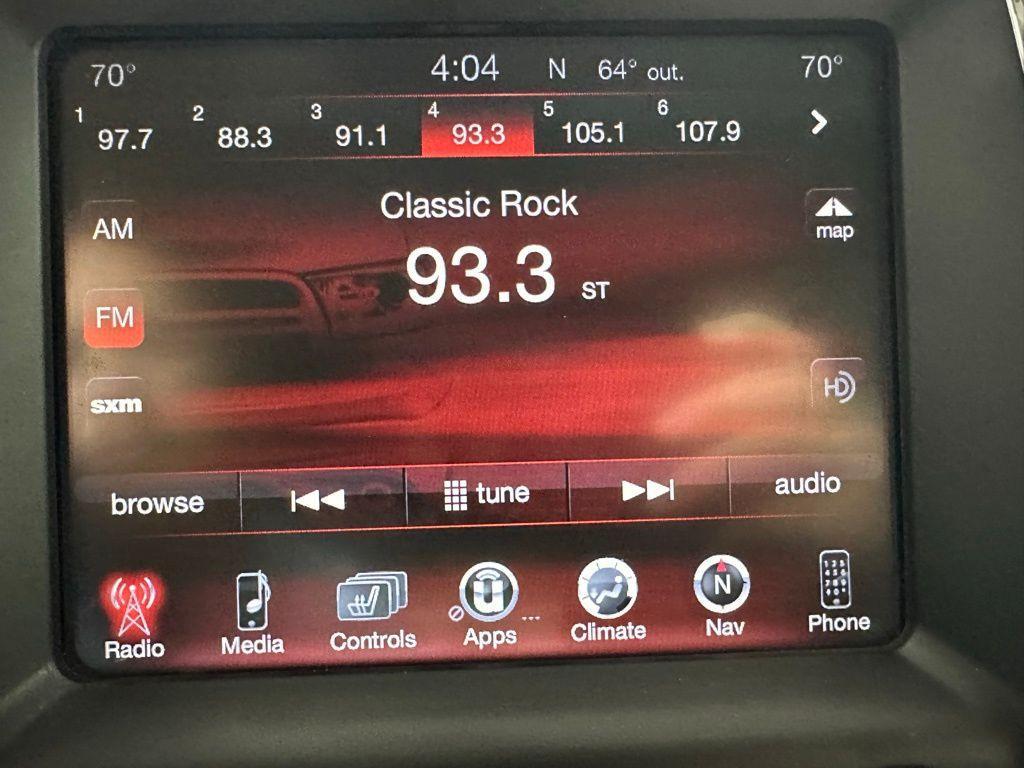 70° 4:04 N 64° out. 70°
1 97.7 2 88.3 3 91.1 4 93.3 5 105.1 6 107.9
Classic Rock
AM
map
93.3 ST
FM
HD
sxm
browse tune audio
Radio Media Controls Apps ... Climate Nav Phone